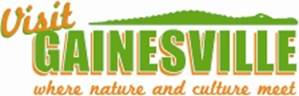 Visit
GAINESVILLE
where nature and culture meet